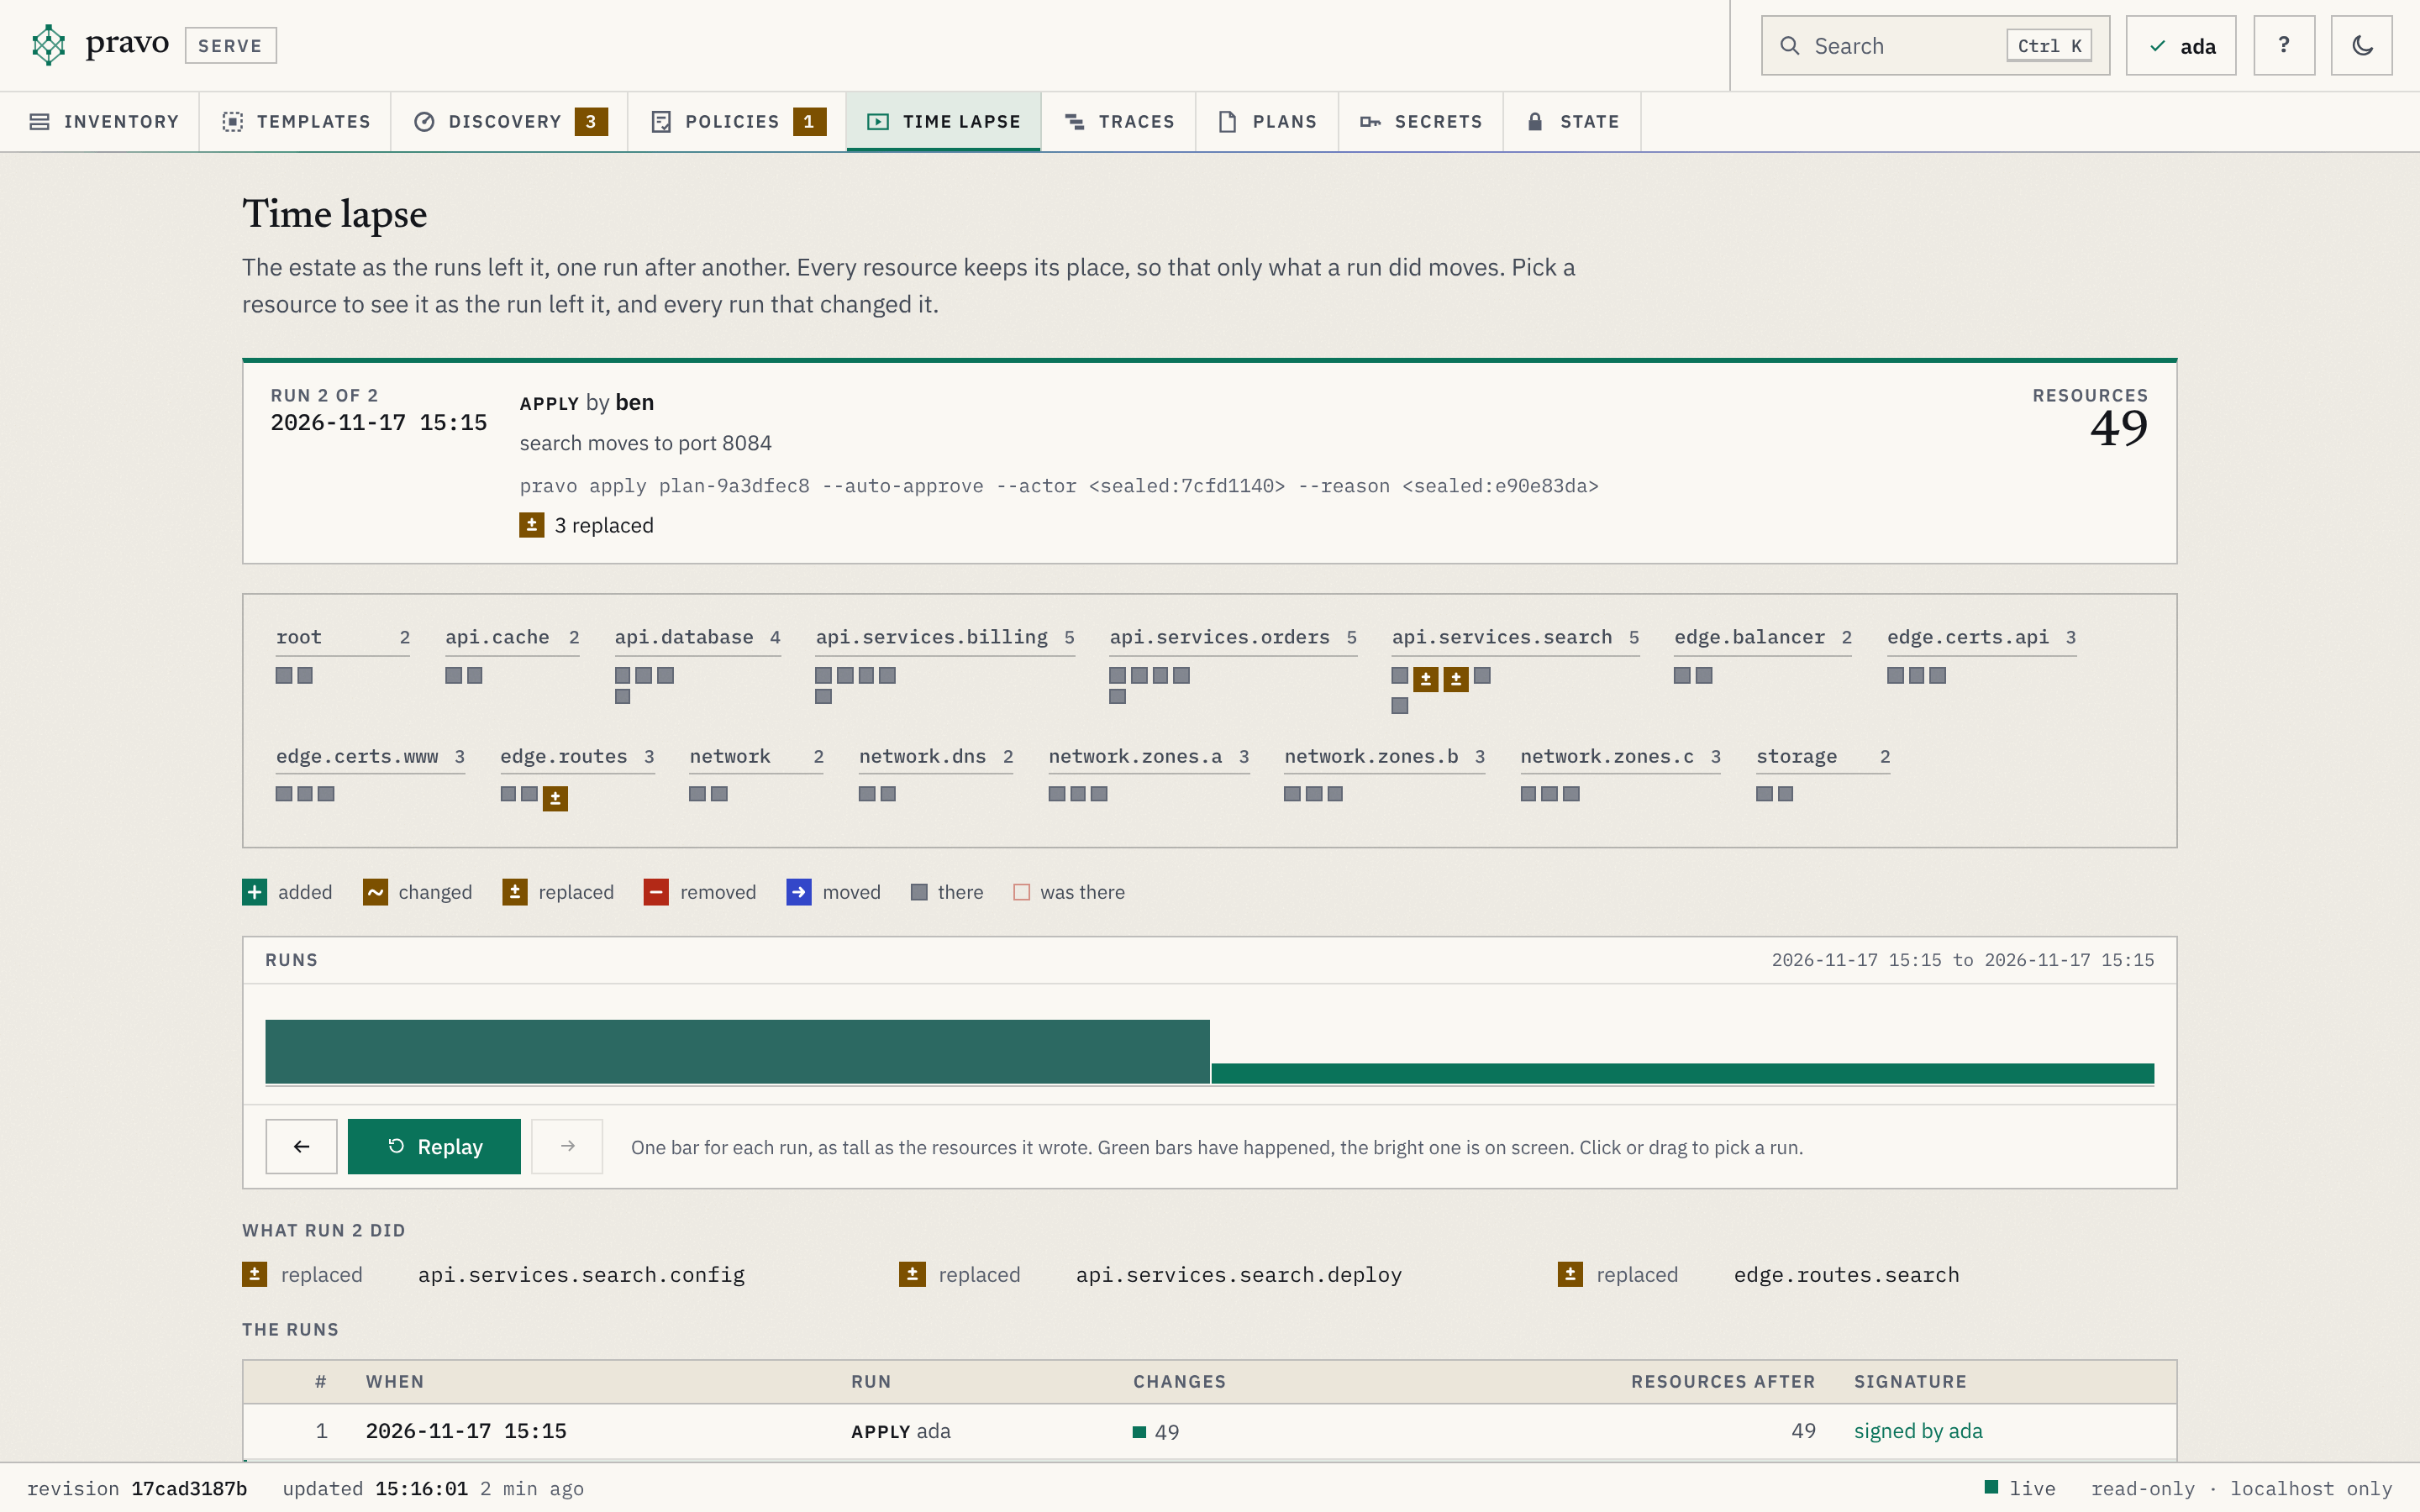 pravo SERVE
Search Ctrl K ada ?
INVENTORY TEMPLATES DISCOVERY 3 POLICIES 1 TIME LAPSE TRACES PLANS SECRETS STATE
Time lapse
The estate as the runs left it, one run after another. Every resource keeps its place, so that only what a run did moves. Pick a
resource to see it as the run left it, and every run that changed it.
RUN 2 OF 2
2026-11-17 15:15
APPLY by ben
search moves to port 8084
pravo apply plan-9a3dfec8 --auto-approve --actor <sealed:7cfd1140> --reason <sealed:e90e83da>
± 3 replaced
RESOURCES
49
root 2 api.cache 2 api.database 4 api.services.billing 5 api.services.orders 5 api.services.search 5 edge.balancer 2 edge.certs.api 3
± ±
edge.certs.www 3 edge.routes 3 network 2 network.dns 2 network.zones.a 3 network.zones.b 3 network.zones.c 3 storage 2
±
+ added ~ changed ± replaced − removed → moved there was there
RUNS 2026-11-17 15:15 to 2026-11-17 15:15
← Replay → One bar for each run, as tall as the resources it wrote. Green bars have happened, the bright one is on screen. Click or drag to pick a run.
WHAT RUN 2 DID
± replaced api.services.search.config ± replaced api.services.search.deploy ± replaced edge.routes.search
THE RUNS
# WHEN RUN CHANGES RESOURCES AFTER SIGNATURE
1 2026-11-17 15:15 APPLY ada 49 49 signed by ada
revision 17cad3187b updated 15:16:01 2 min ago live read-only · localhost only